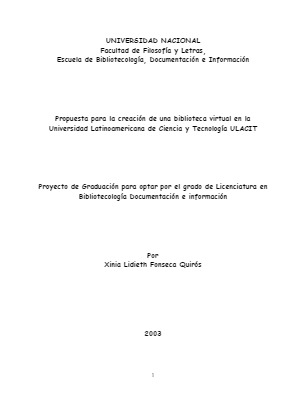 UNIVERSIDAD NACIONAL
Facultad de Filosofía y Letras,
Escuela de Bibliotecología, Documentación e Información
Propuesta para la creación de una biblioteca virtual en la
Universidad Latinoamericana de Ciencia y Tecnología ULACIT
Proyecto de Graduación para optar por el grado de Licenciatura en
Bibliotecología Documentación e información
Por
Xinia Lidieth Fonseca Quirós
2003